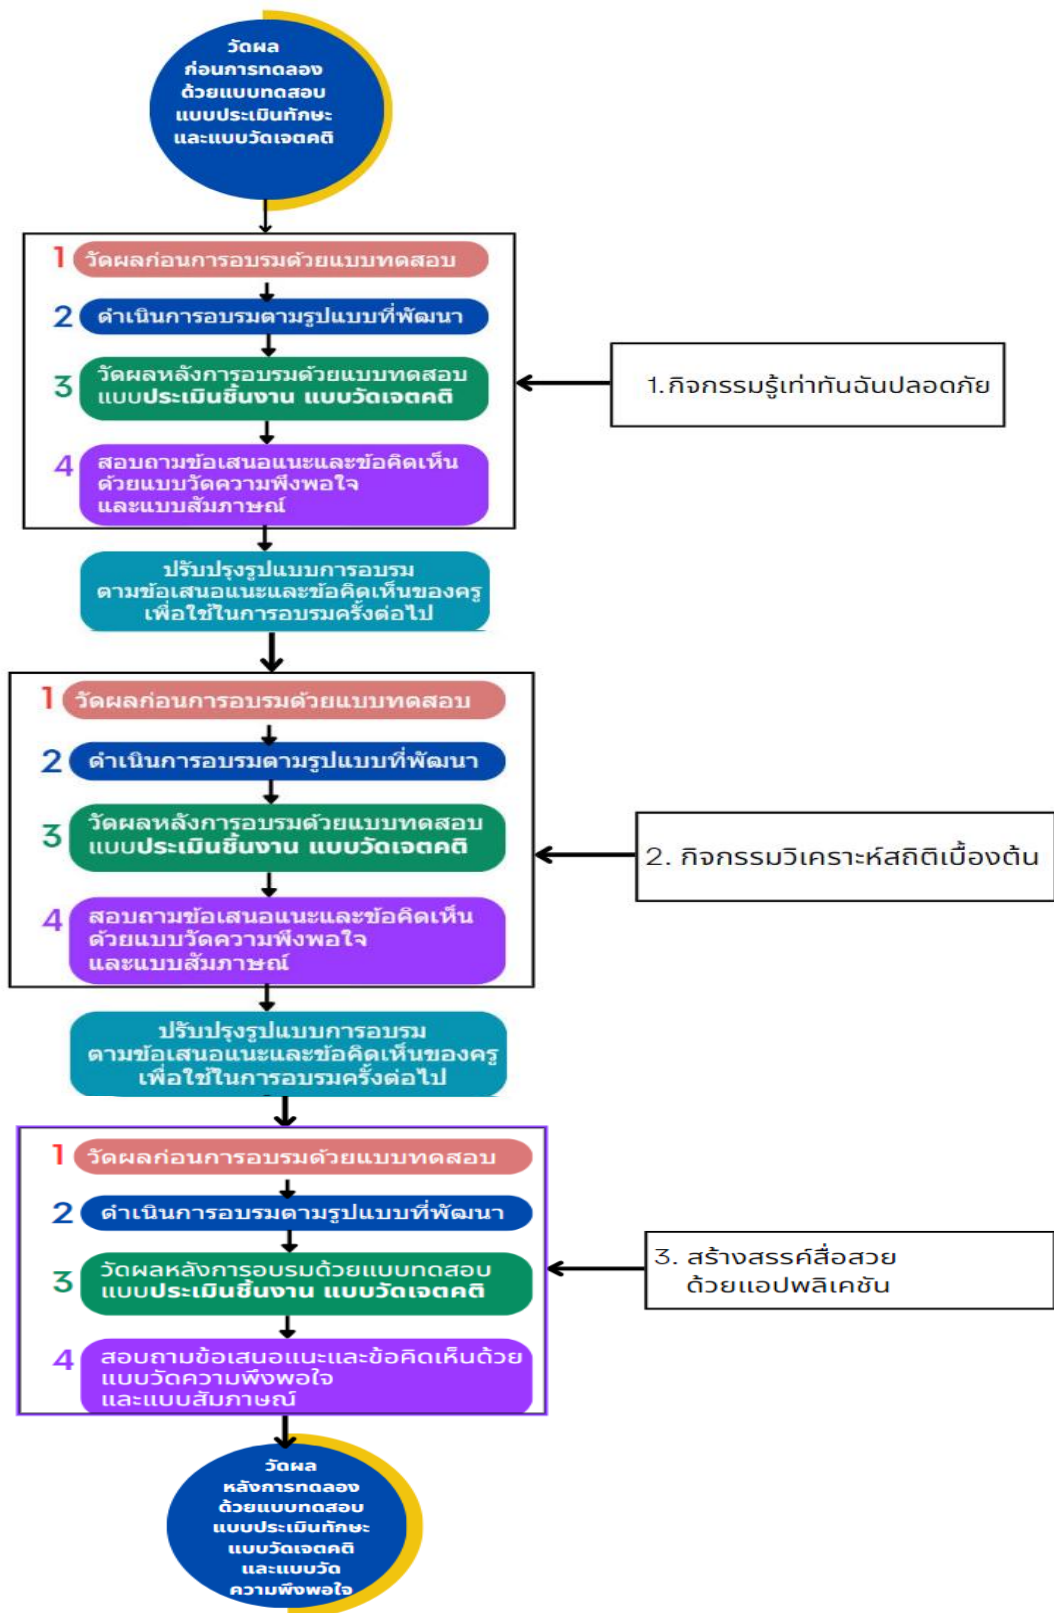 วัดผล
ก่อนการทดลอง
ด้วยแบบทดสอบ
แบบประเมินทักษะ
และแบบวัดเจตคติ
1 วัดผลก่อนการอบรมด้วยแบบทดสอบ
2 ดำเนินการอบรมตามรูปแบบที่พัฒนา
3 วัดผลหลังการอบรมด้วยแบบทดสอบ
แบบประเมินชิ้นงาน แบบวัดเจตคติ
1.กิจกรรมรู้เท่าทันฉันปลอดภัย
4 สอบถามข้อเสนอแนะและข้อคิดเห็น
ด้วยแบบวัดความพึงพอใจ
และแบบสัมภาษณ์
ปรับปรุงรูปแบบการอบรม
ตามข้อเสนอแนะและข้อคิดเห็นของครู
เพื่อใช้ในการอบรมครั้งต่อไป
1 วัดผลก่อนการอบรมด้วยแบบทดสอบ
2 ดำเนินการอบรมตามรูปแบบที่พัฒนา
3 วัดผลหลังการอบรมด้วยแบบทดสอบ
แบบประเมินชิ้นงาน แบบวัดเจตคติ
2. กิจกรรมวิเคราะห์สถิติเบื้องต้น
4 สอบถามข้อเสนอแนะและข้อคิดเห็น
ด้วยแบบวัดความพึงพอใจ
และแบบสัมภาษณ์
ปรับปรุงรูปแบบการอบรม
ตามข้อเสนอแนะและข้อคิดเห็นของครู
เพื่อใช้ในการอบรมครั้งต่อไป
1 วัดผลก่อนการอบรมด้วยแบบทดสอบ
2 ดำเนินการอบรมตามรูปแบบที่พัฒนา
3 วัดผลหลังการอบรมด้วยแบบทดสอบ
แบบประเมินชิ้นงาน แบบวัดเจตคติ
3. สร้างสรรค์สื่อสวย
ด้วยแอปพลิเคชัน
4 สอบถามข้อเสนอแนะและข้อคิดเห็นด้วย
แบบวัดความพึงพอใจ
และแบบสัมภาษณ์
วัดผล
หลังการทดลอง
ด้วยแบบทดสอบ
แบบประเมินทักษะ
แบบวัดเจตคติ
และแบบวัด
ความพึงพอใจ